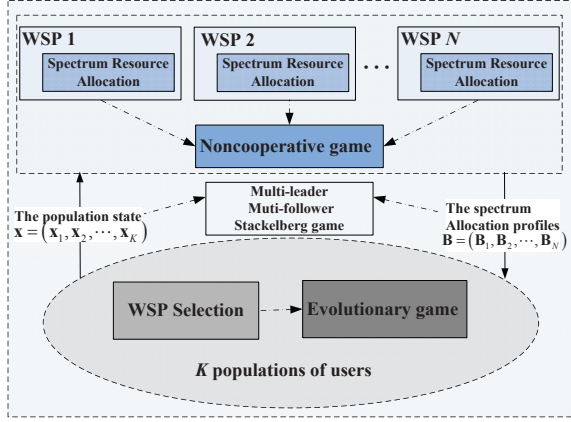 WSP 1
Spectrum Resource
Allocation
WSP 2
Spectrum Resource
Allocation
...
WSP N
Spectrum Resource
Allocation
Noncooperative game
Multi-leader
Muti-follower
Stackelberg game
The population state
x = (x₁, x₂, ⋯, x_K)
The spectrum
Allocation profiles
B = (B₁, B₂, ⋯, B_N)
WSP Selection
Evolutionary game
K populations of users